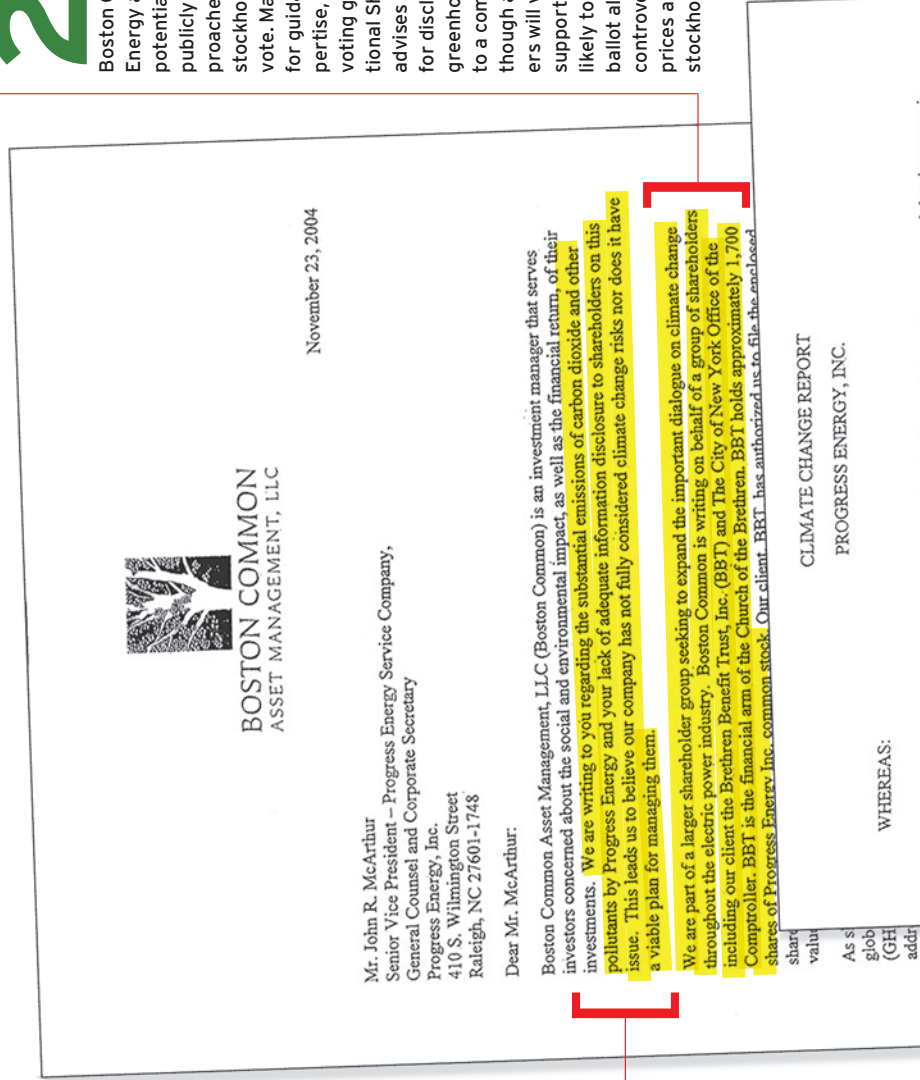 2
Boston
Energy
potentia
publicly
proache
stockho
vote. Ma
for guida
pertise,
voting g
tional Sh
advises
for discl
greenho
to a com
though
ers will
support
likely to
ballot al
controve
prices a
stockho
BOSTON COMMON
ASSET MANAGEMENT, LLC
November 23, 2004
Mr. John R. McArthur
Senior Vice President – Progress Energy Service Company,
General Counsel and Corporate Secretary
Progress Energy, Inc.
410 S. Wilmington Street
Raleigh, NC 27601-1748
Dear Mr. McArthur:
Boston Common Asset Management, LLC (Boston Common) is an investment manager that serves
investors concerned about the social and environmental impact, as well as the financial return, of their
investments. We are writing to you regarding the substantial emissions of carbon dioxide and other
pollutants by Progress Energy and your lack of adequate information disclosure to shareholders on this
issue. This leads us to believe our company has not fully considered climate change risks nor does it have
a viable plan for managing them.
We are part of a larger shareholder group seeking to expand the important dialogue on climate change
throughout the electric power industry. Boston Common is writing on behalf of a group of shareholders
including our client the Brethren Benefit Trust, Inc. (BBT) and The City of New York Office of the
Comptroller. BBT is the financial arm of the Church of the Brethren. BBT holds approximately 1,700
shares of Progress Energy Inc. common stock. Our client, BBT, has authorized us to file the enclosed
share
valu
As s
glob
(GH
addr
CLIMATE CHANGE REPORT
PROGRESS ENERGY, INC.
WHEREAS: